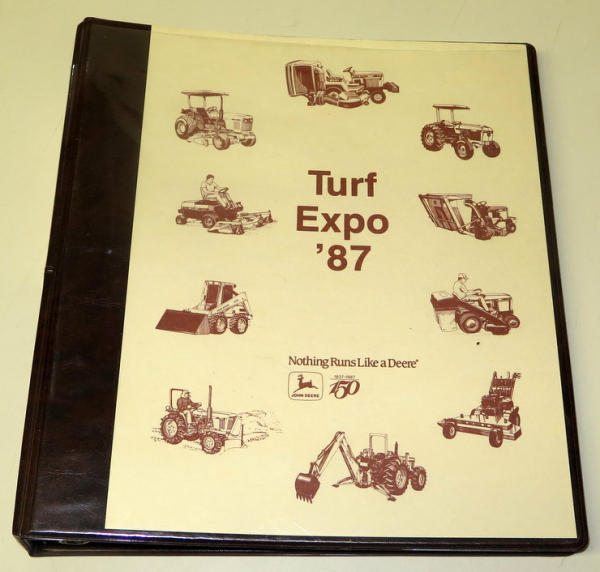 Turf
Expo
'87
Nothing Runs Like a Deere®
JOHN DEERE
1837-1987
150